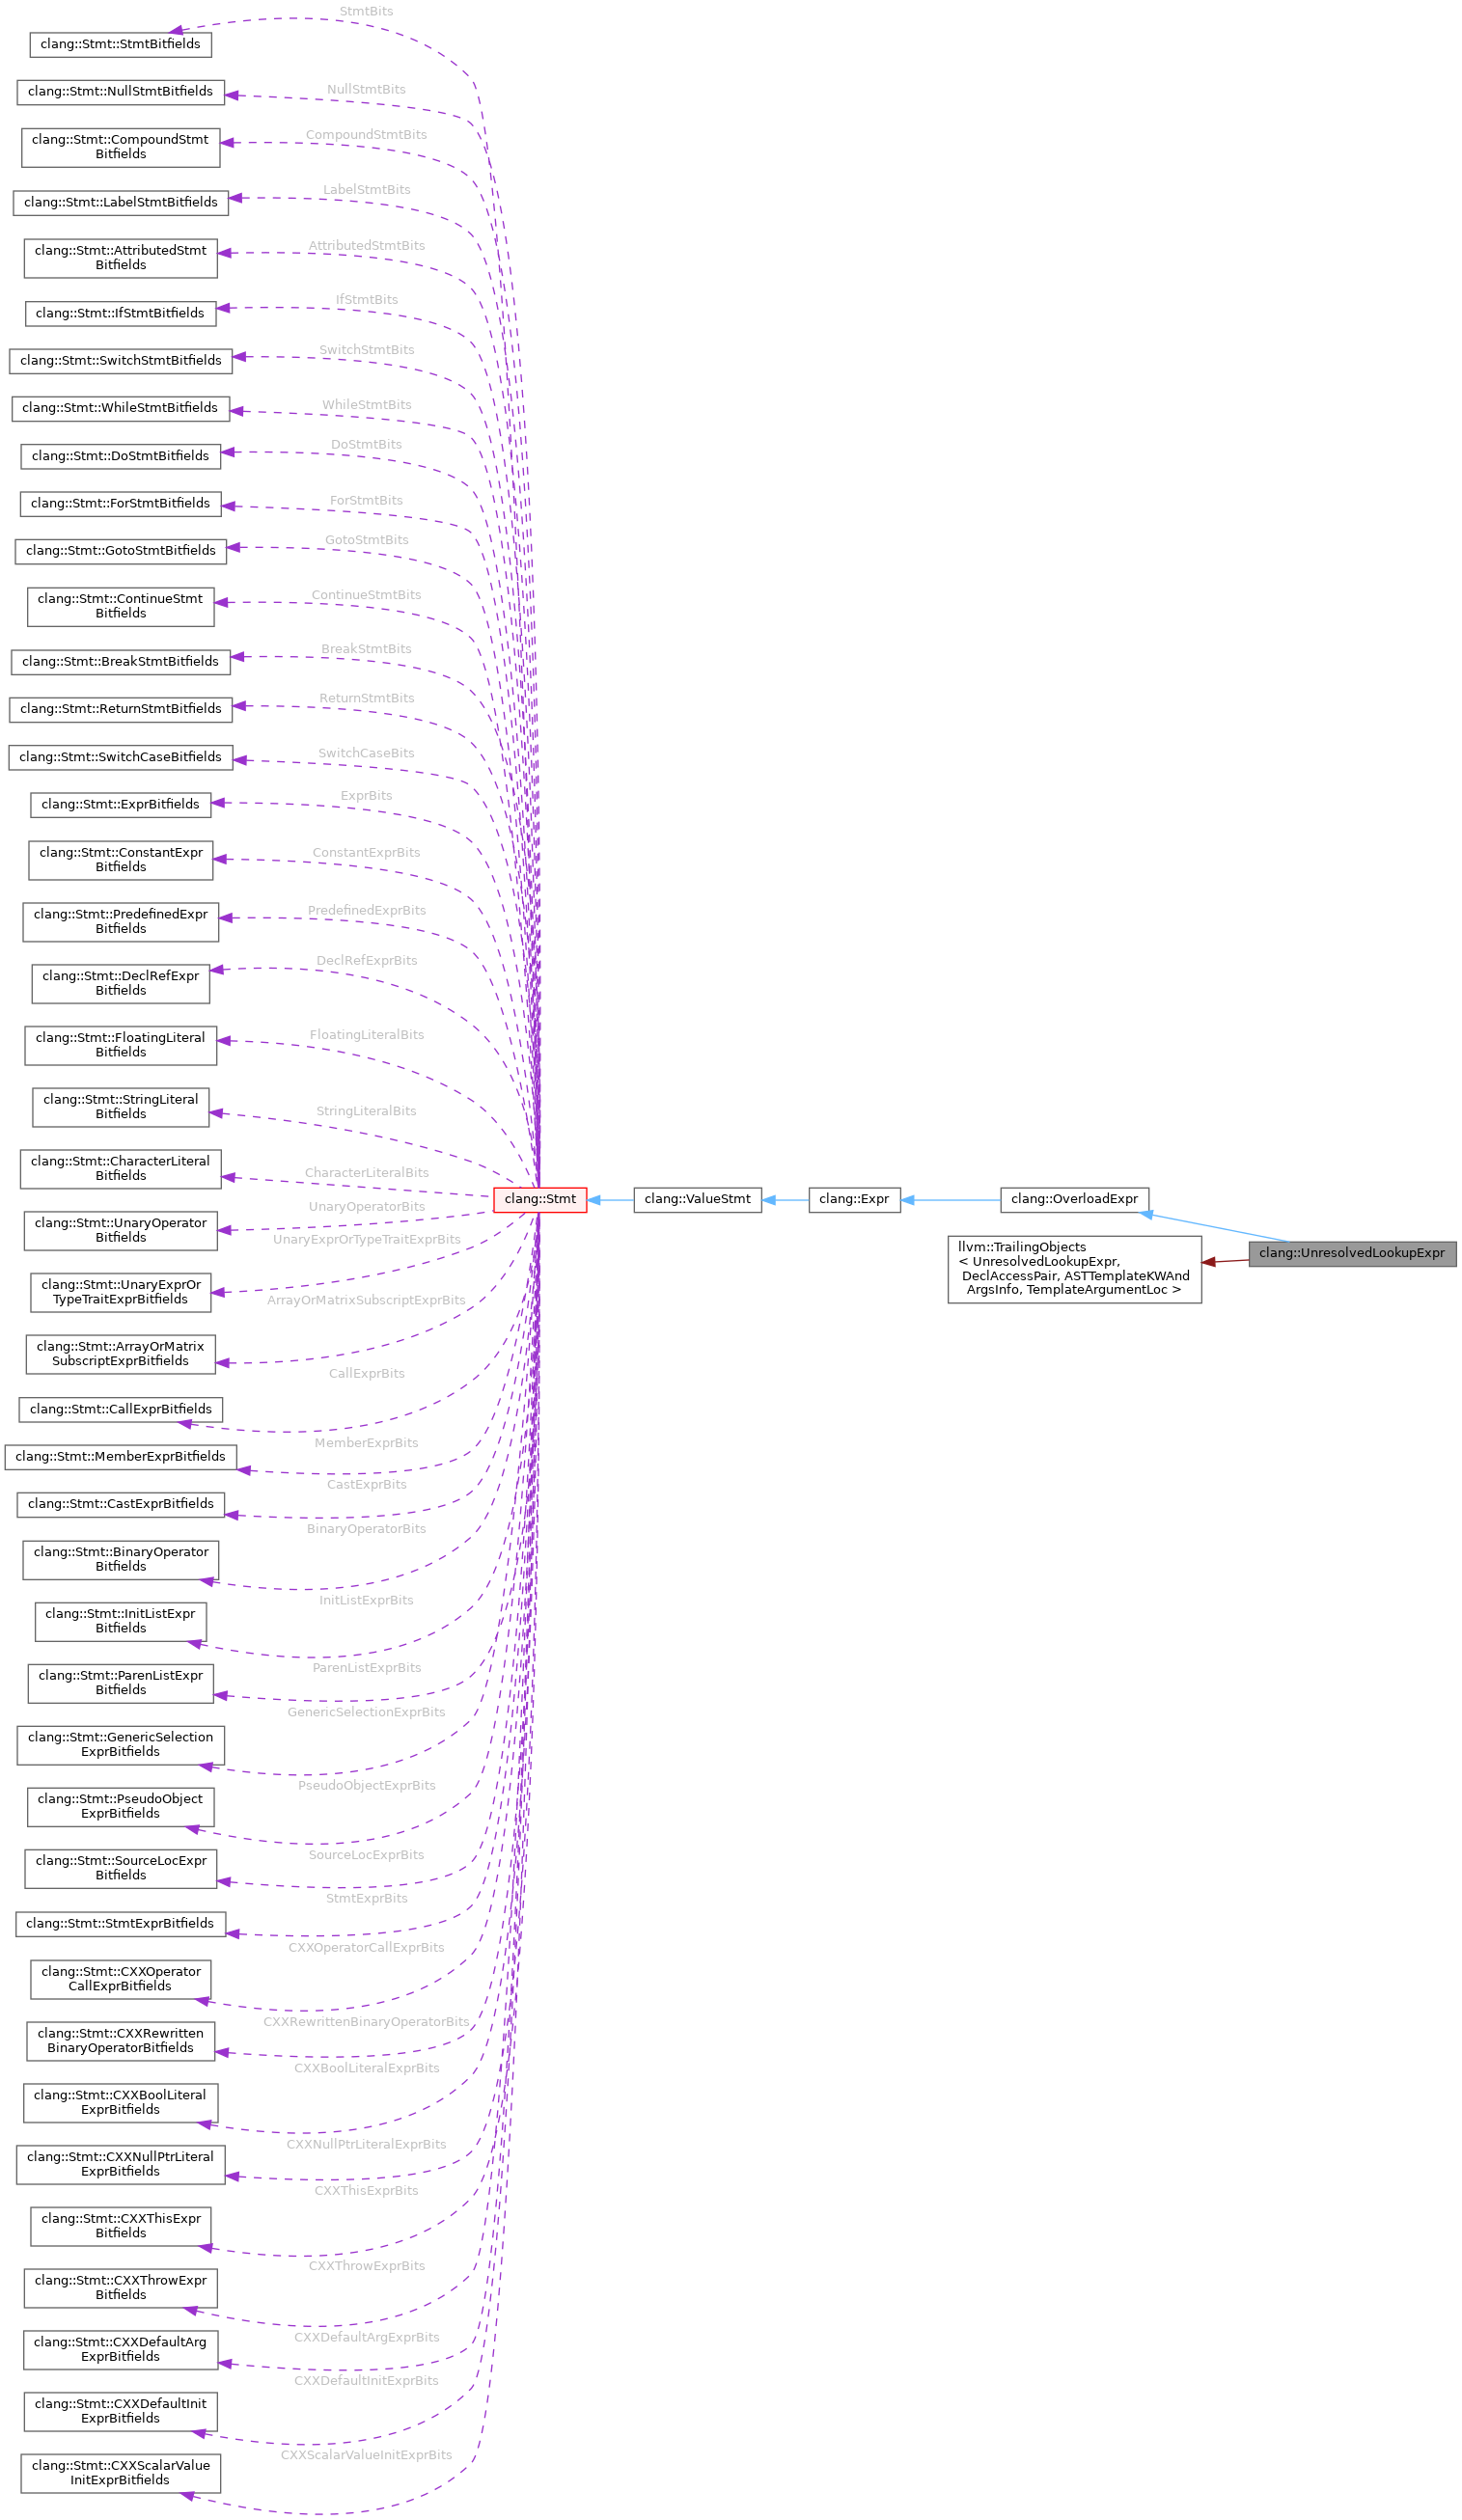 StmtBits
clang::Stmt::StmtBitfields
NullStmtBits
clang::Stmt::NullStmtBitfields
CompoundStmtBits
clang::Stmt::CompoundStmt
Bitfields
LabelStmtBits
clang::Stmt::LabelStmtBitfields
AttributedStmtBits
clang::Stmt::AttributedStmt
Bitfields
IfStmtBits
clang::Stmt::IfStmtBitfields
SwitchStmtBits
clang::Stmt::SwitchStmtBitfields
WhileStmtBits
clang::Stmt::WhileStmtBitfields
DoStmtBits
clang::Stmt::DoStmtBitfields
ForStmtBits
clang::Stmt::ForStmtBitfields
GotoStmtBits
clang::Stmt::GotoStmtBitfields
ContinueStmtBits
clang::Stmt::ContinueStmt
Bitfields
BreakStmtBits
clang::Stmt::BreakStmtBitfields
ReturnStmtBits
clang::Stmt::ReturnStmtBitfields
SwitchCaseBits
clang::Stmt::SwitchCaseBitfields
ExprBits
clang::Stmt::ExprBitfields
ConstantExprBits
clang::Stmt::ConstantExpr
Bitfields
PredefinedExprBits
clang::Stmt::PredefinedExpr
Bitfields
DeclRefExprBits
clang::Stmt::DeclRefExpr
Bitfields
FloatingLiteralBits
clang::Stmt::FloatingLiteral
Bitfields
StringLiteralBits
clang::Stmt::StringLiteral
Bitfields
CharacterLiteralBits
clang::Stmt::CharacterLiteral
Bitfields
clang::Stmt
clang::ValueStmt
clang::Expr
clang::OverloadExpr
UnaryOperatorBits
clang::Stmt::UnaryOperator
Bitfields
clang::UnresolvedLookupExpr
llvm::TrailingObjects
< UnresolvedLookupExpr,
DeclAccessPair, ASTTemplateKWAnd
ArgsInfo, TemplateArgumentLoc >
UnaryExprOrTypeTraitExprBits
clang::Stmt::UnaryExprOr
TypeTraitExprBitfields
ArrayOrMatrixSubscriptExprBits
clang::Stmt::ArrayOrMatrix
SubscriptExprBitfields
CallExprBits
clang::Stmt::CallExprBitfields
MemberExprBits
clang::Stmt::MemberExprBitfields
CastExprBits
clang::Stmt::CastExprBitfields
BinaryOperatorBits
clang::Stmt::BinaryOperator
Bitfields
InitListExprBits
clang::Stmt::InitListExpr
Bitfields
ParenListExprBits
clang::Stmt::ParenListExpr
Bitfields
GenericSelectionExprBits
clang::Stmt::GenericSelection
ExprBitfields
PseudoObjectExprBits
clang::Stmt::PseudoObject
ExprBitfields
SourceLocExprBits
clang::Stmt::SourceLocExpr
Bitfields
StmtExprBits
clang::Stmt::StmtExprBitfields
CXXOperatorCallExprBits
clang::Stmt::CXXOperator
CallExprBitfields
CXXRewrittenBinaryOperatorBits
clang::Stmt::CXXRewritten
BinaryOperatorBitfields
CXXBoolLiteralExprBits
clang::Stmt::CXXBoolLiteral
ExprBitfields
CXXNullPtrLiteralExprBits
clang::Stmt::CXXNullPtrLiteral
ExprBitfields
CXXThisExprBits
clang::Stmt::CXXThisExpr
Bitfields
CXXThrowExprBits
clang::Stmt::CXXThrowExpr
Bitfields
CXXDefaultArgExprBits
clang::Stmt::CXXDefaultArg
ExprBitfields
CXXDefaultInitExprBits
clang::Stmt::CXXDefaultInit
ExprBitfields
CXXScalarValueInitExprBits
clang::Stmt::CXXScalarValue
InitExprBitfields